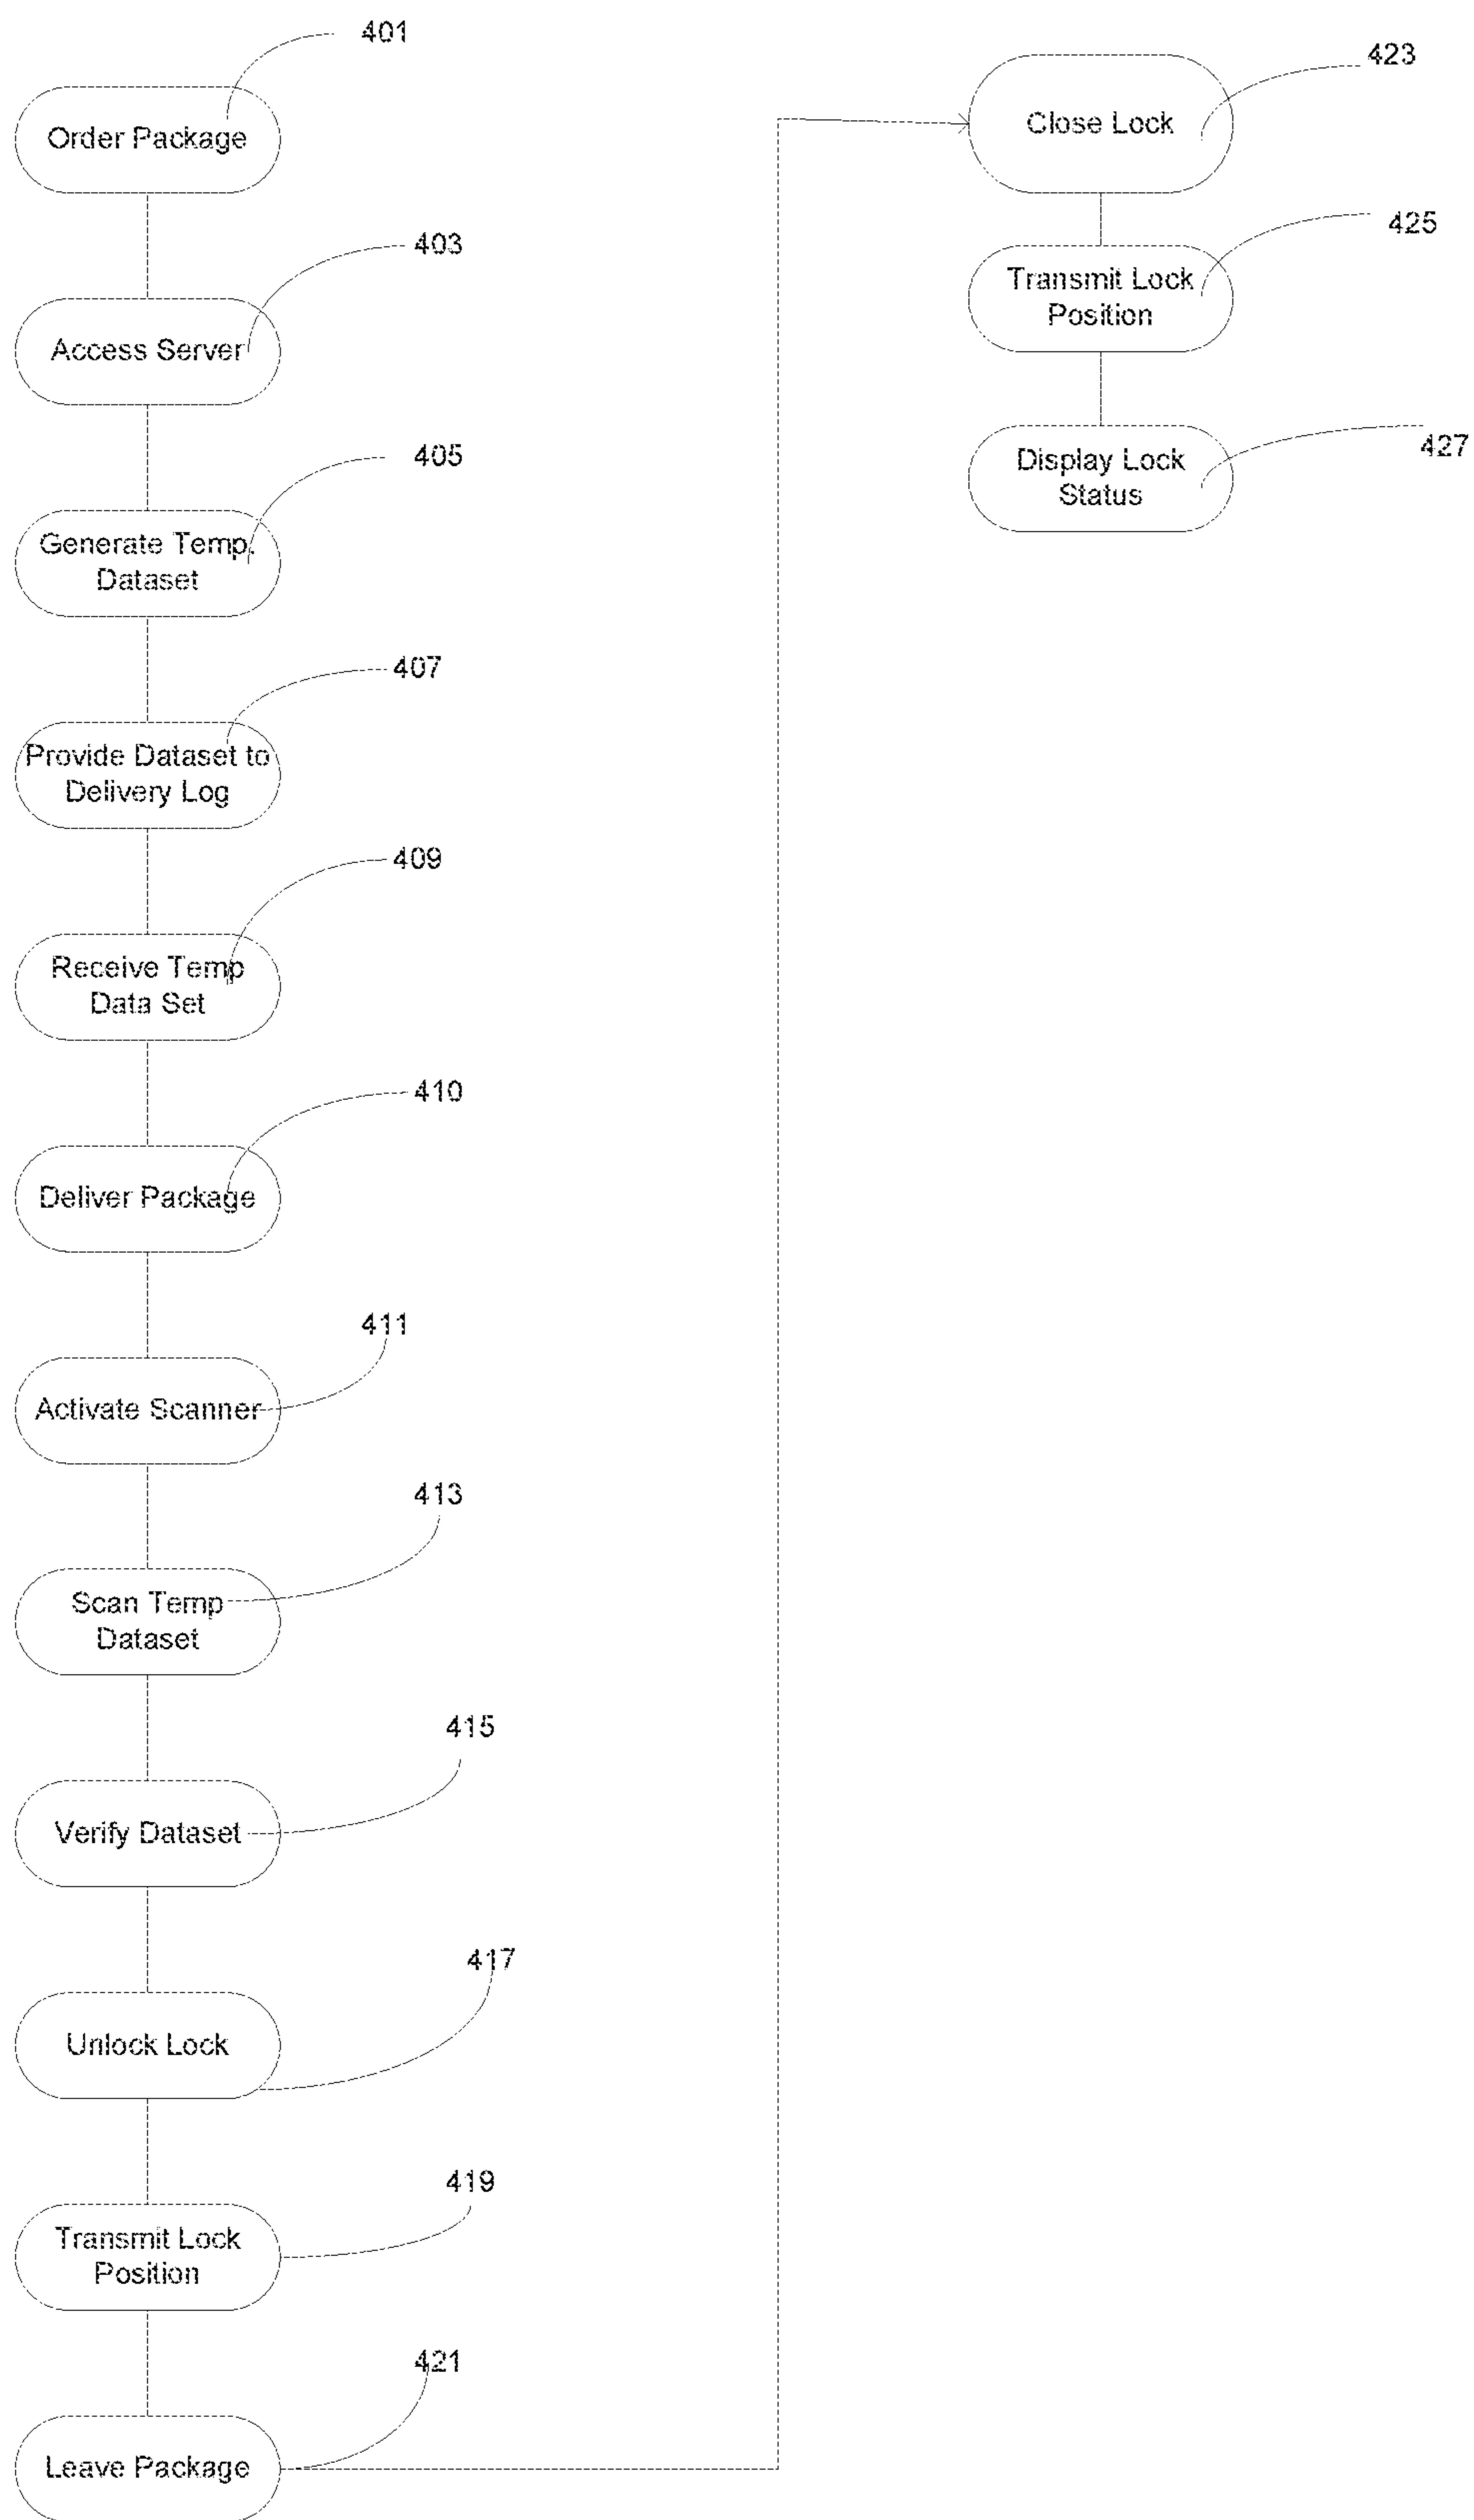 401
Order Package
403
Access Server
405
Generate Temp.
Dataset
407
Provide Dataset to
Delivery Log
409
Receive Temp
Data Set
410
Deliver Package
411
Activate Scanner
413
Scan Temp
Dataset
415
Verify Dataset
417
Unlock Lock
419
Transmit Lock
Position
421
Leave Package
423
Close Lock
425
Transmit Lock
Position
427
Display Lock
Status